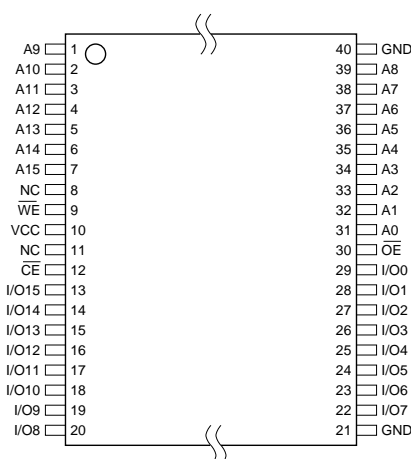 A9 1 40 GND
A10 2 39 A8
A11 3 38 A7
A12 4 37 A6
A13 5 36 A5
A14 6 35 A4
A15 7 34 A3
NC 8 33 A2
W̅E̅ 9 32 A1
VCC 10 31 A0
NC 11 30 O̅E̅
C̅E̅ 12 29 I/O0
I/O15 13 28 I/O1
I/O14 14 27 I/O2
I/O13 15 26 I/O3
I/O12 16 25 I/O4
I/O11 17 24 I/O5
I/O10 18 23 I/O6
I/O9 19 22 I/O7
I/O8 20 21 GND